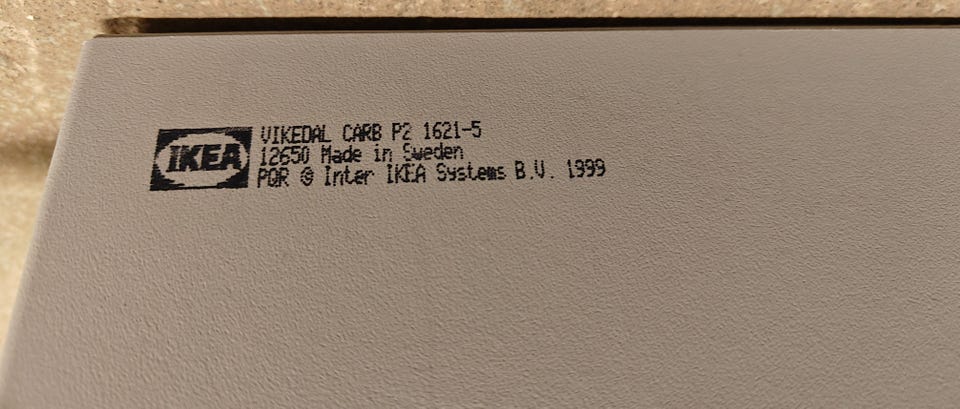 IKEA
VIKEDAL CARB P2 1621-5
12650 Made in Sweden
PQR © Inter IKEA Systems B.V. 1999